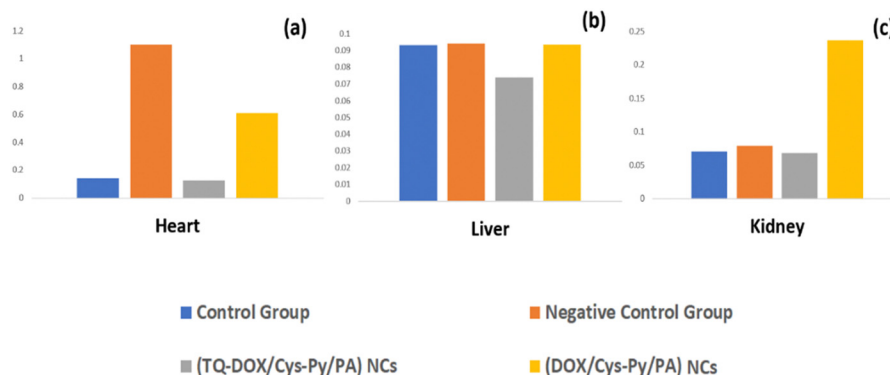 (a)
1.2
1
0.8
0.6
0.4
0.2
0
Heart
(b)
0.1
0.09
0.08
0.07
0.06
0.05
0.04
0.03
0.02
0.01
0
Liver
(c)
0.25
0.2
0.15
0.1
0.05
0
Kidney
Control Group
Negative Control Group
(TQ-DOX/Cys-Py/PA) NCs
(DOX/Cys-Py/PA) NCs